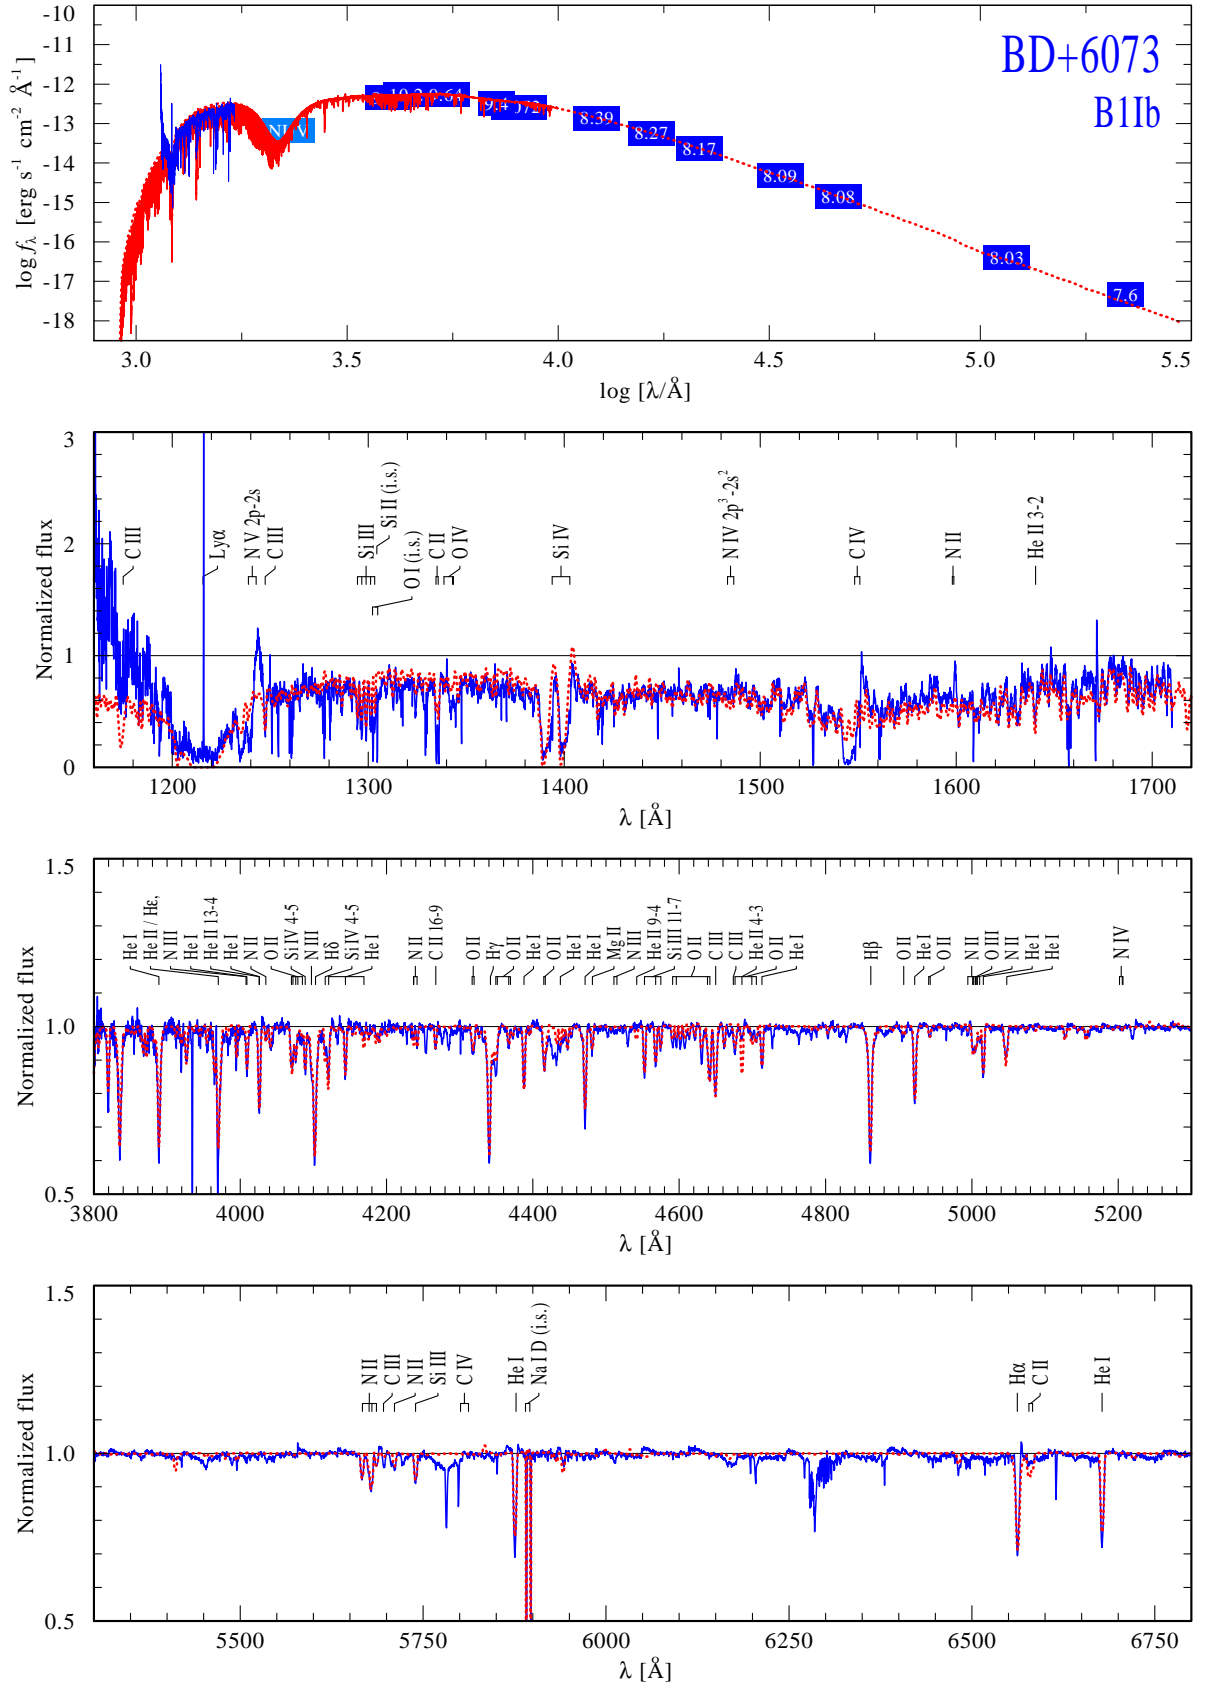 BD+6073
B1Ib
log f_λ [erg s⁻¹ cm⁻² Å⁻¹]
-10
-11
-12
-13
-14
-15
-16
-17
-18
8.39
8.27
8.17
8.09
8.08
8.03
7.6
3.0 3.5 4.0 4.5 5.0 5.5
log [λ/Å]
Normalized flux
3
2
1
0
C III
Lyα
N V 2p-2s
C III
Si III
Si II (i.s.)
O I (i.s.)
C II
O IV
Si IV
N IV 2p³-2s²
C IV
N II
He II 3-2
1200 1300 1400 1500 1600 1700
λ [Å]
Normalized flux
1.5
1.0
0.5
He I
He II / Hε,
N III
He I
He II 13-4
He I
N II
O II
Si IV 4-5
N III
Hδ
Si IV 4-5
He I
N II
C II 16-9
O II
Hγ
O II
He I
O II
He I
He I
Mg II
N III
He II 9-4
Si III 11-7
O II
C III
C III
He II 4-3
O II
He I
Hβ
O II
He I
O II
N II
O III
N II
He I
He I
N IV
3800 4000 4200 4400 4600 4800 5000 5200
λ [Å]
Normalized flux
1.5
1.0
0.5
N II
C III
N II
Si III
C IV
He I
Na I D (i.s.)
Hα
C II
He I
5500 5750 6000 6250 6500 6750
λ [Å]